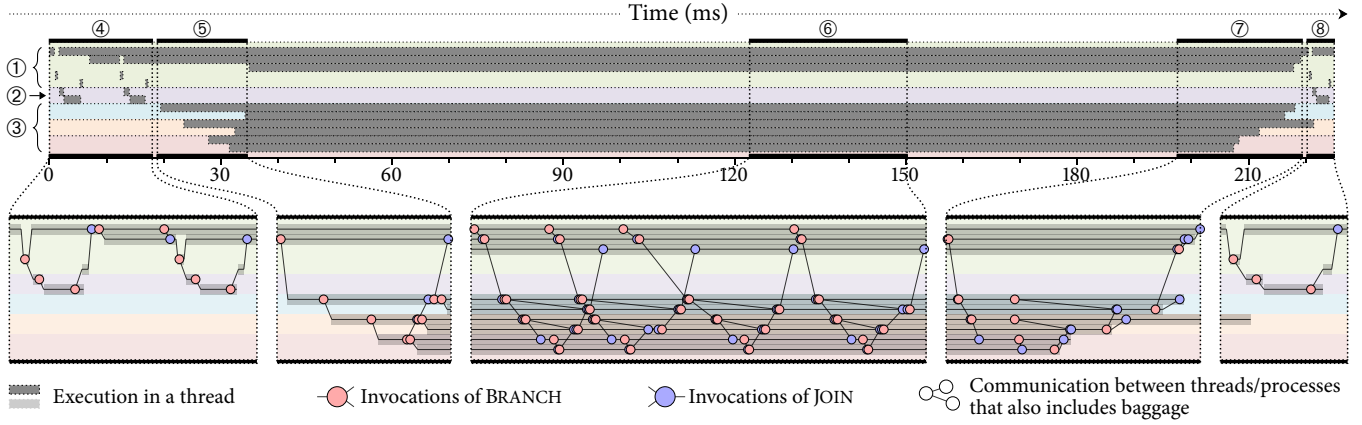 Time (ms)
④ ⑤ ⑥ ⑦ ⑧
①
②
③
0 30 60 90 120 150 180 210
Execution in a thread
Invocations of BRANCH
Invocations of JOIN
Communication between threads/processes
that also includes baggage